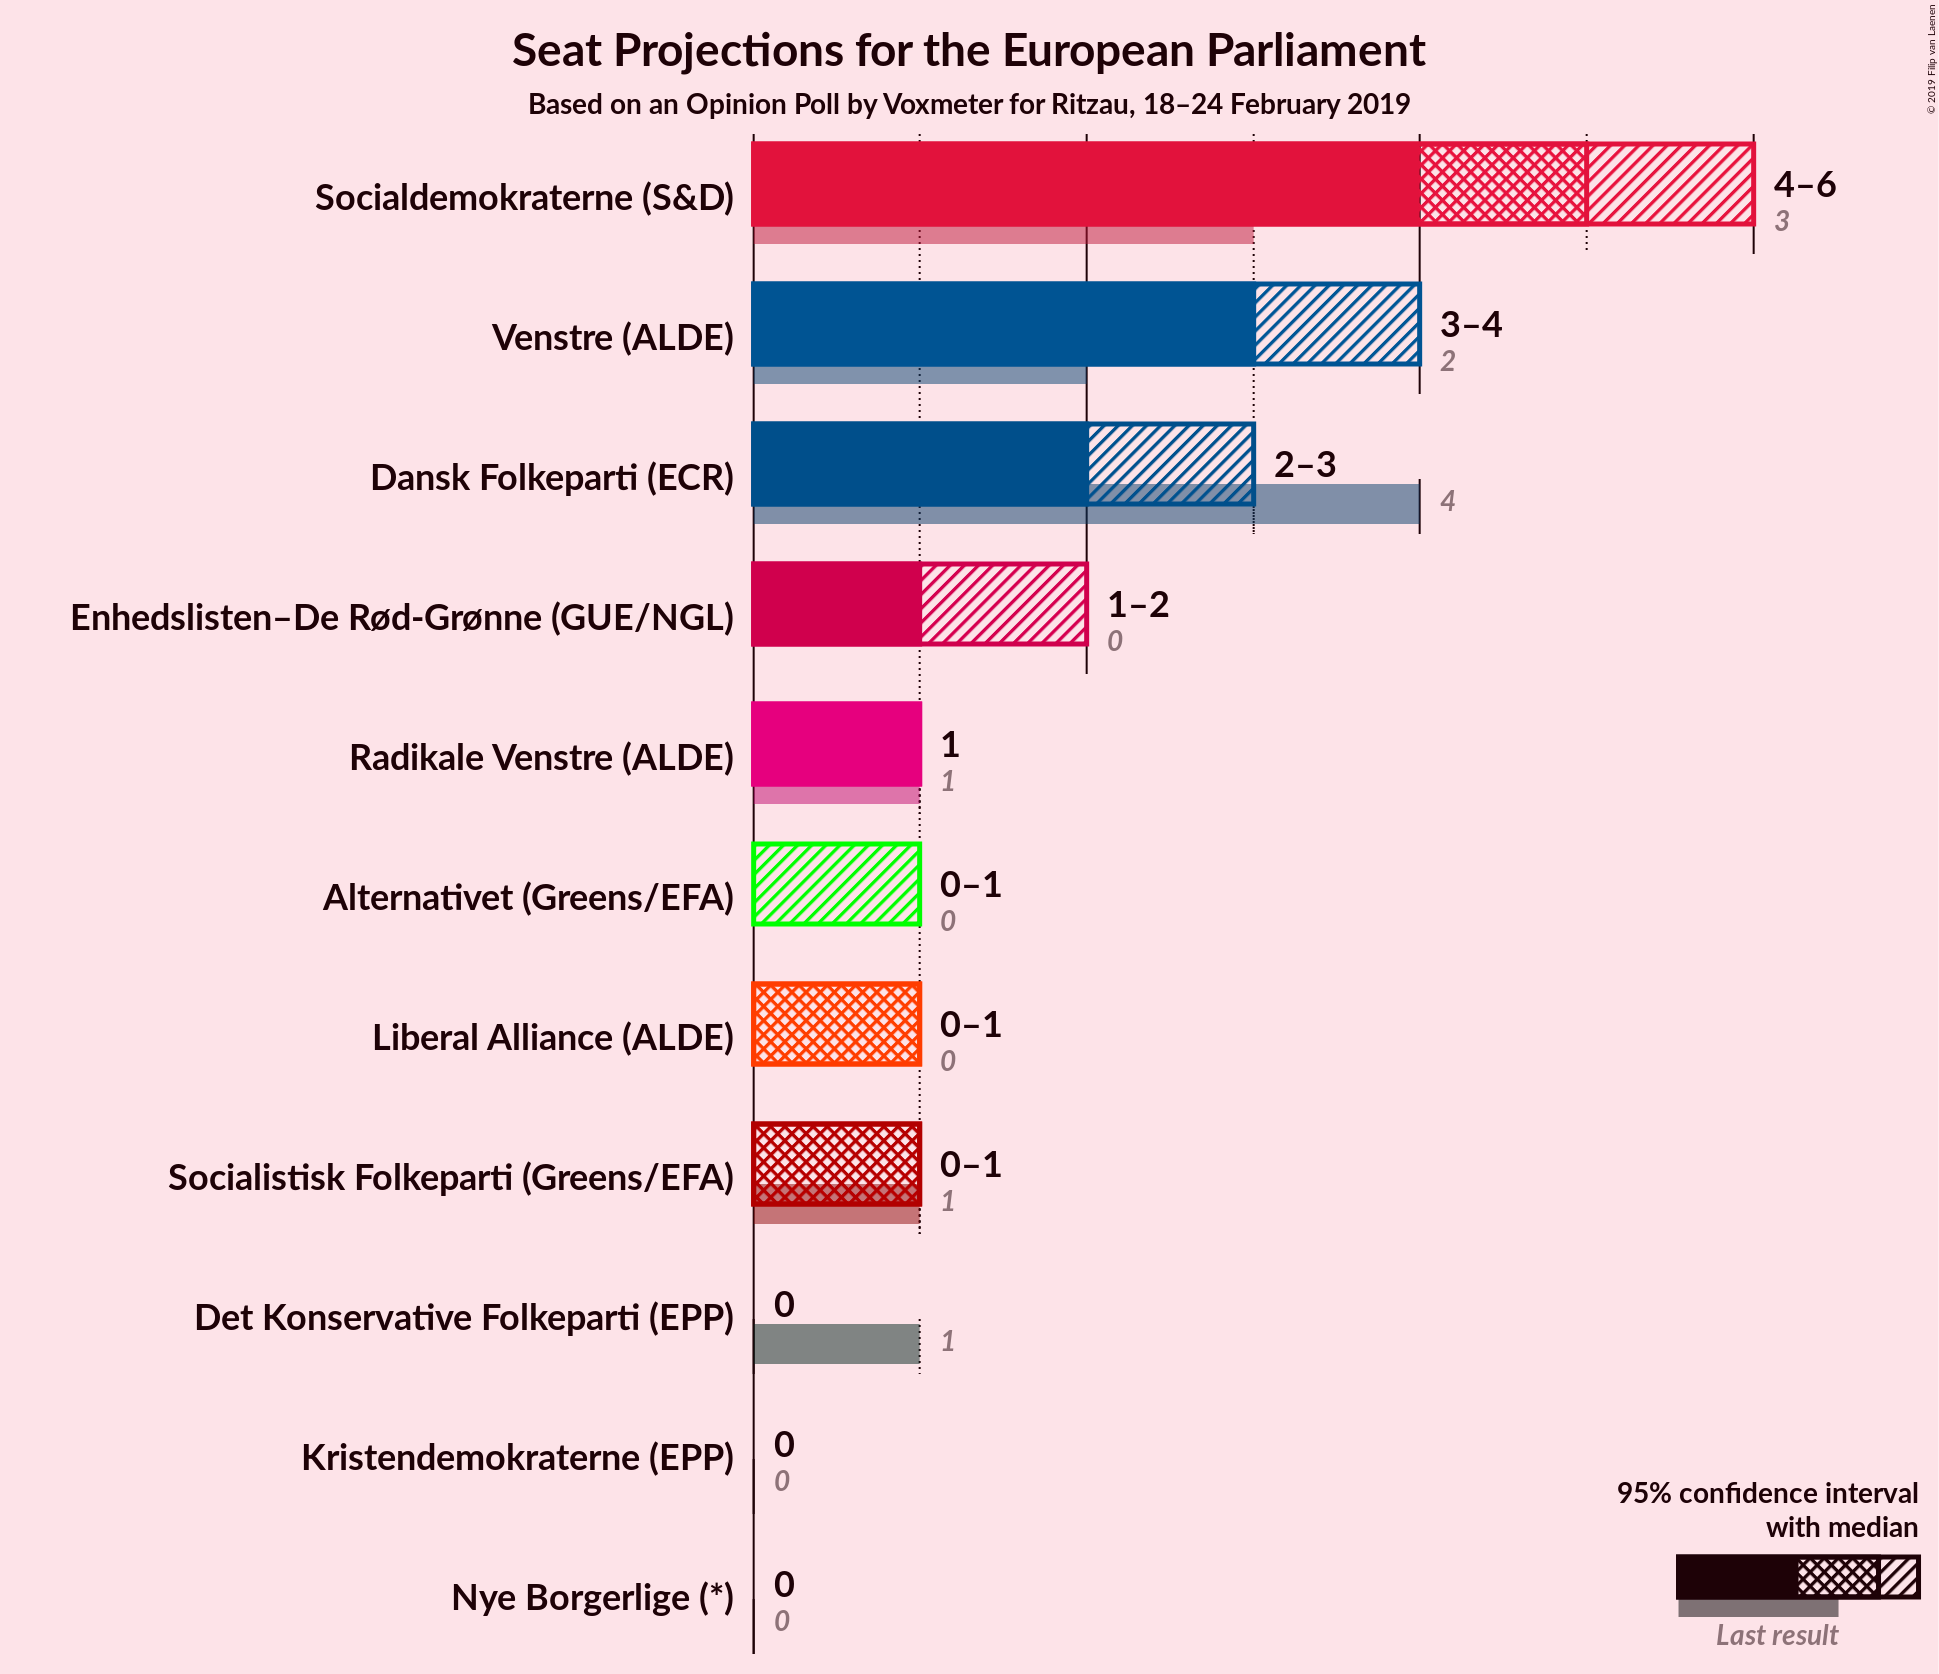 Seat Projections for the European Parliament
Based on an Opinion Poll by Voxmeter for Ritzau, 18–24 February 2019
© 2019 Filip van Laenen
Socialdemokraterne (S&D)
4–6
3
Venstre (ALDE)
3–4
2
Dansk Folkeparti (ECR)
2–3
4
Enhedslisten–De Rød-Grønne (GUE/NGL)
1–2
0
Radikale Venstre (ALDE)
1
1
Alternativet (Greens/EFA)
0–1
0
Liberal Alliance (ALDE)
0–1
0
Socialistisk Folkeparti (Greens/EFA)
0–1
1
Det Konservative Folkeparti (EPP)
0
1
Kristendemokraterne (EPP)
0
0
Nye Borgerlige (*)
0
0
95% confidence interval
with median
Last result